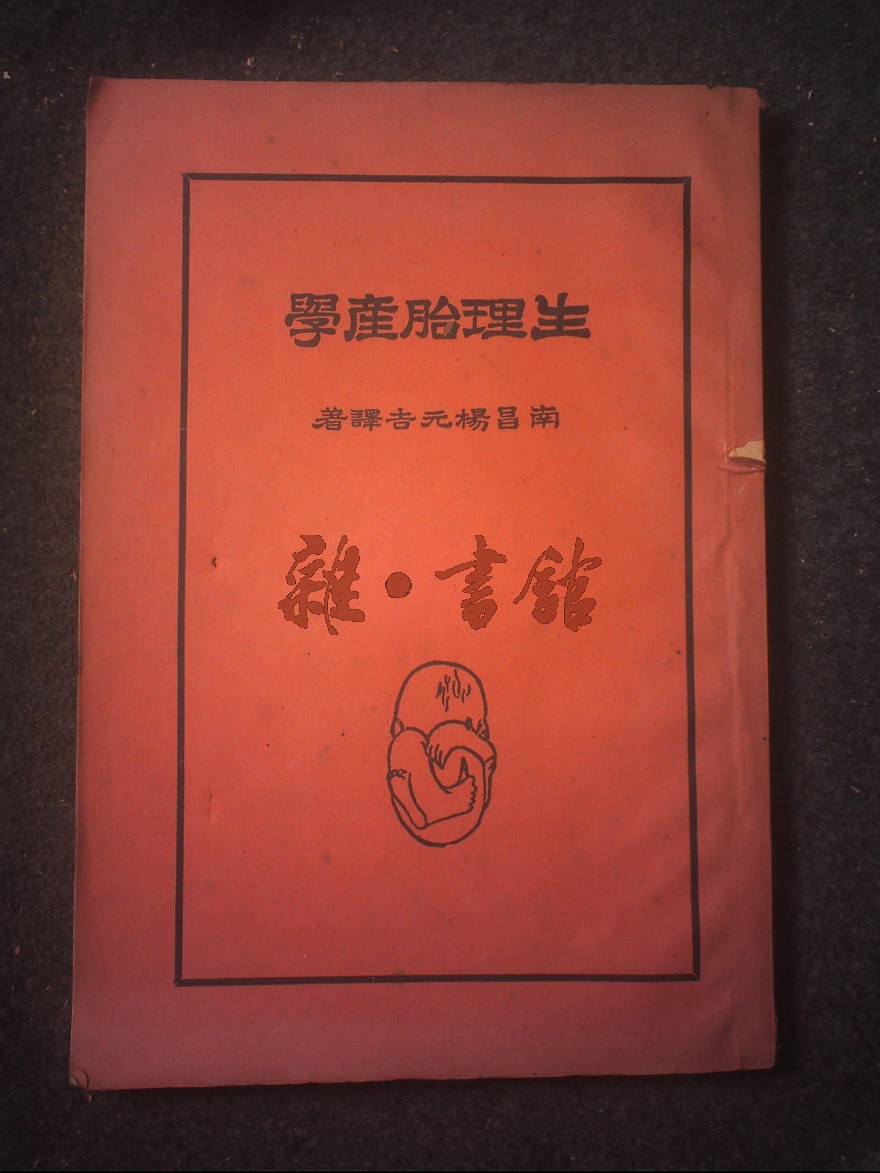 生理胎產學
南昌楊元吉譯著
雜·書館